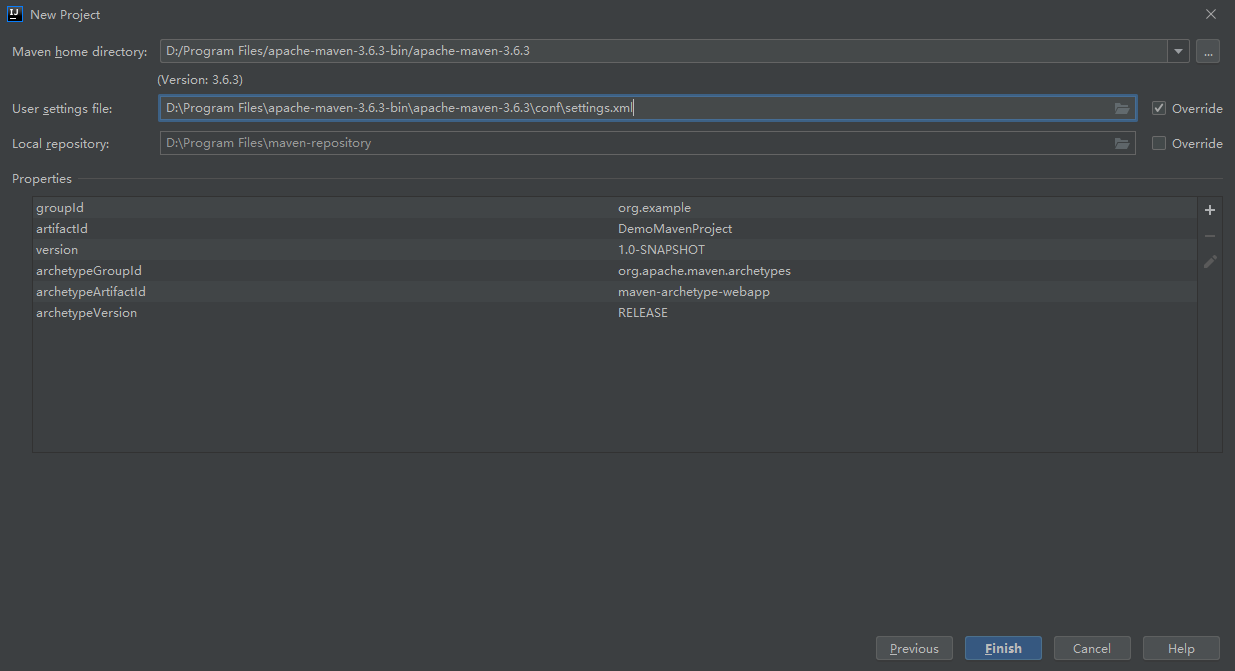 IJ New Project
Maven home directory: D:/Program Files/apache-maven-3.6.3-bin/apache-maven-3.6.3 ...
(Version: 3.6.3)
User settings file: D:\Program Files\apache-maven-3.6.3-bin\apache-maven-3.6.3\conf\settings.xml Override
Local repository: D:\Program Files\maven-repository Override
Properties
groupId org.example
artifactId DemoMavenProject
version 1.0-SNAPSHOT
archetypeGroupId org.apache.maven.archetypes
archetypeArtifactId maven-archetype-webapp
archetypeVersion RELEASE
Previous Finish Cancel Help